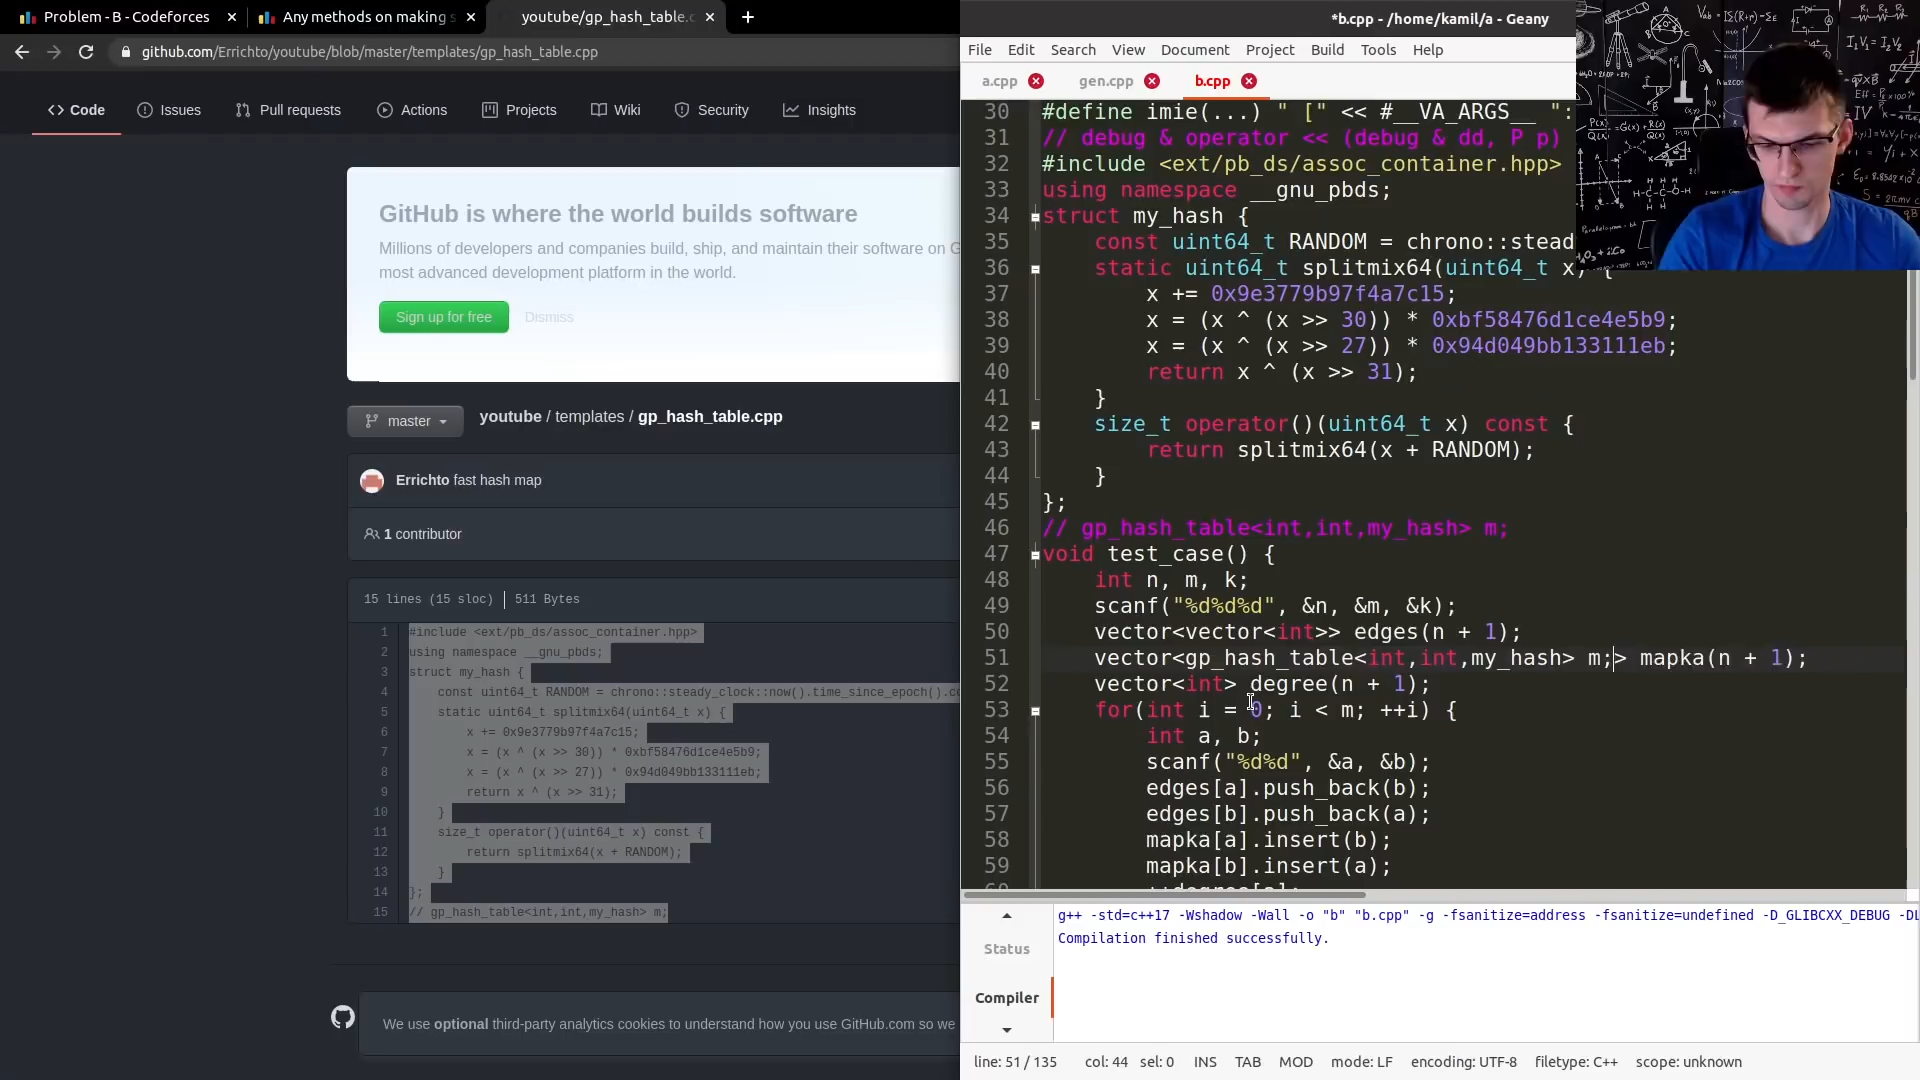 Problem - B - Codeforces
Any methods on making s
youtube/gp_hash_table.c
github.com/Errichto/youtube/blob/master/templates/gp_hash_table.cpp
Code
Issues
Pull requests
Actions
Projects
Wiki
Security
Insights
GitHub is where the world builds software
Millions of developers and companies build, ship, and maintain their software on G
most advanced development platform in the world.
Sign up for free
Dismiss
master
youtube / templates / gp_hash_table.cpp
Errichto fast hash map
1 contributor
15 lines (15 sloc) | 511 Bytes
1 #include <ext/pb_ds/assoc_container.hpp>
2 using namespace __gnu_pbds;
3 struct my_hash {
4 const uint64_t RANDOM = chrono::steady_clock::now().time_since_epoch().co
5 static uint64_t splitmix64(uint64_t x) {
6 x += 0x9e3779b97f4a7c15;
7 x = (x ^ (x >> 30)) * 0xbf58476d1ce4e5b9;
8 x = (x ^ (x >> 27)) * 0x94d049bb133111eb;
9 return x ^ (x >> 31);
10 }
11 size_t operator()(uint64_t x) const {
12 return splitmix64(x + RANDOM);
13 }
14 };
15 // gp_hash_table<int,int,my_hash> m;
We use optional third-party analytics cookies to understand how you use GitHub.com so we
*b.cpp - /home/kamil/a - Geany
File Edit Search View Document Project Build Tools Help
a.cpp
gen.cpp
b.cpp
30 #define imie(...) " [" << #__VA_ARGS__ ":
31 // debug & operator << (debug & dd, P p)
32 #include <ext/pb_ds/assoc_container.hpp>
33 using namespace __gnu_pbds;
34 struct my_hash {
35 const uint64_t RANDOM = chrono::stead
36 static uint64_t splitmix64(uint64_t x) {
37 x += 0x9e3779b97f4a7c15;
38 x = (x ^ (x >> 30)) * 0xbf58476d1ce4e5b9;
39 x = (x ^ (x >> 27)) * 0x94d049bb133111eb;
40 return x ^ (x >> 31);
41 }
42 size_t operator()(uint64_t x) const {
43 return splitmix64(x + RANDOM);
44 }
45 };
46 // gp_hash_table<int,int,my_hash> m;
47 void test_case() {
48 int n, m, k;
49 scanf("%d%d%d", &n, &m, &k);
50 vector<vector<int>> edges(n + 1);
51 vector<gp_hash_table<int,int,my_hash> m;> mapka(n + 1);
52 vector<int> degree(n + 1);
53 for(int i = 0; i < m; ++i) {
54 int a, b;
55 scanf("%d%d", &a, &b);
56 edges[a].push_back(b);
57 edges[b].push_back(a);
58 mapka[a].insert(b);
59 mapka[b].insert(a);
60 ++degree[a];
Status
Compiler
g++ -std=c++17 -Wshadow -Wall -o "b" "b.cpp" -g -fsanitize=address -fsanitize=undefined -D_GLIBCXX_DEBUG -DL
Compilation finished successfully.
line: 51 / 135 col: 44 sel: 0 INS TAB MOD mode: LF encoding: UTF-8 filetype: C++ scope: unknown